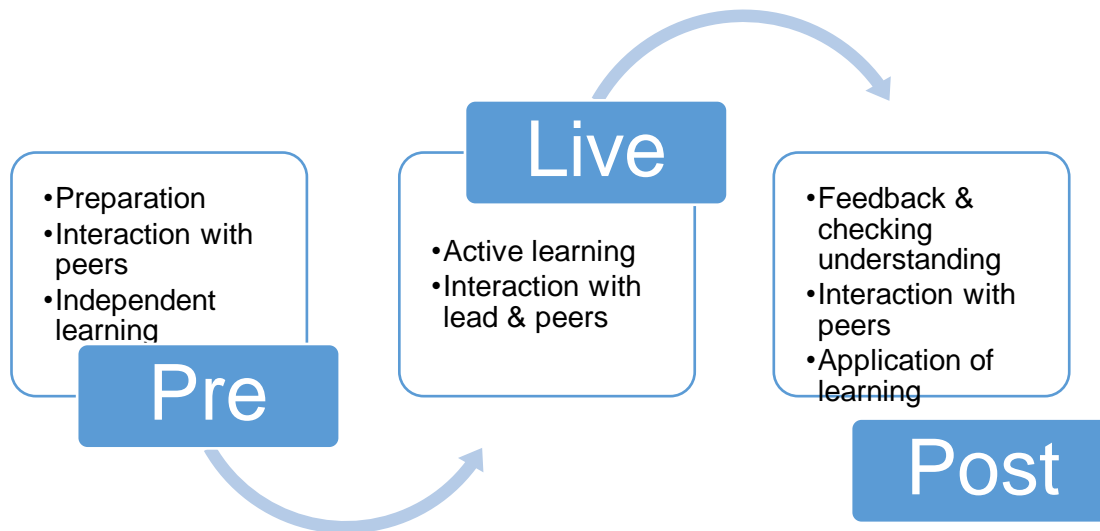 •Preparation
•Interaction with
peers
•Independent
learning
Pre
Live
•Active learning
•Interaction with
lead & peers
•Feedback &
checking
understanding
•Interaction with
peers
•Application of
learning
Post